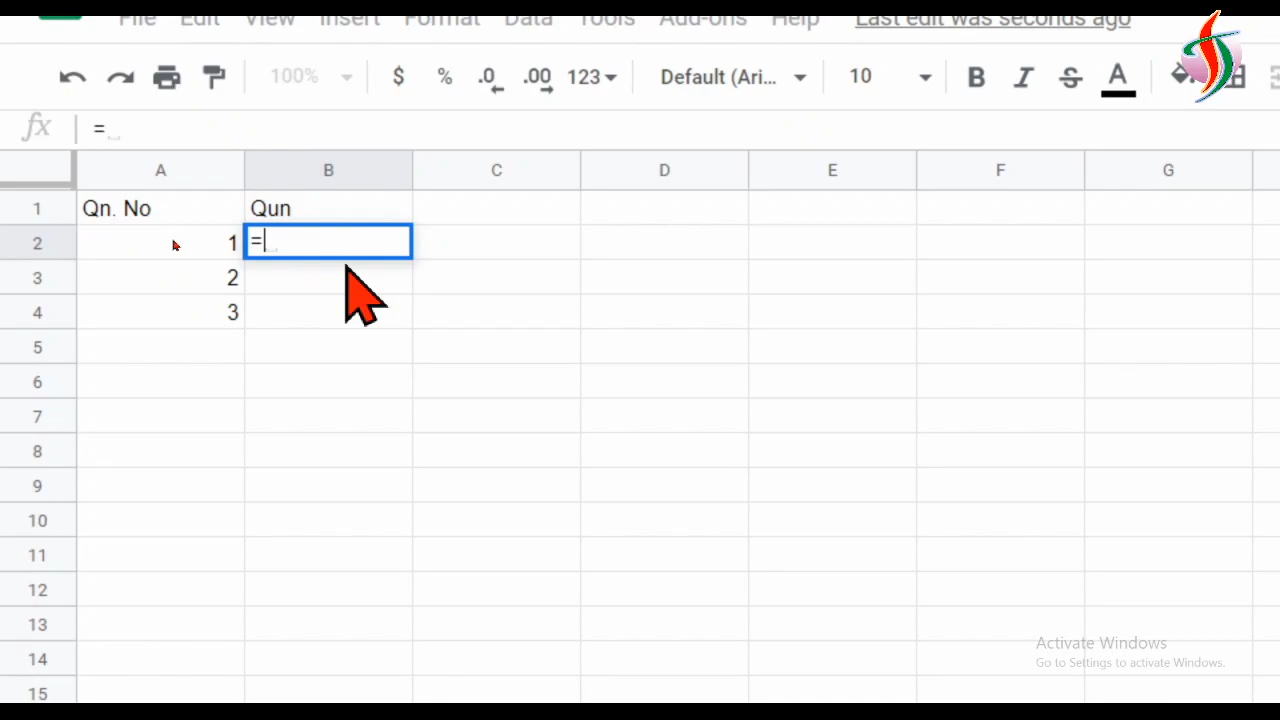 File Edit View Insert Format Data Tools Add-ons Help Last edit was seconds ago
100% $ % .0 .00 123 Default (Ari... 10 B I S A
fx =
A B C D E F G
1 Qn. No Qun
2 1 =
3 2
4 3
5
6
7
8
9
10
11
12
13
14
15
Activate Windows
Go to Settings to activate Windows.